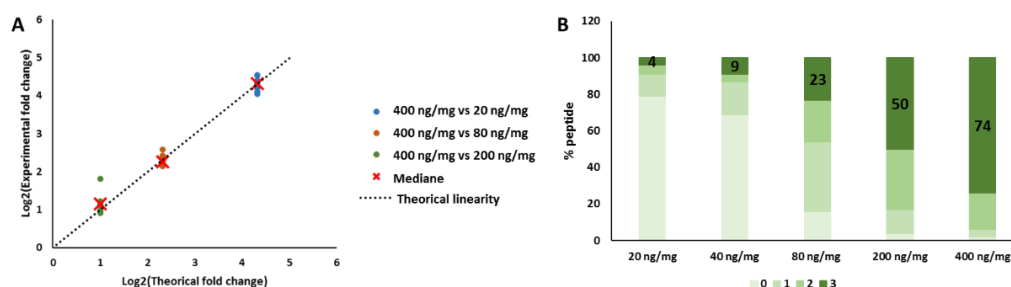 A
Log2(Experimental fold change)
6
5
4
3
2
1
0
0 1 2 3 4 5 6
Log2(Theorical fold change)
400 ng/mg vs 20 ng/mg
400 ng/mg vs 80 ng/mg
400 ng/mg vs 200 ng/mg
Mediane
Theorical linearity
B
% peptide
120
100
80
60
40
20
0
4
9
23
50
74
20 ng/mg 40 ng/mg 80 ng/mg 200 ng/mg 400 ng/mg
0 1 2 3